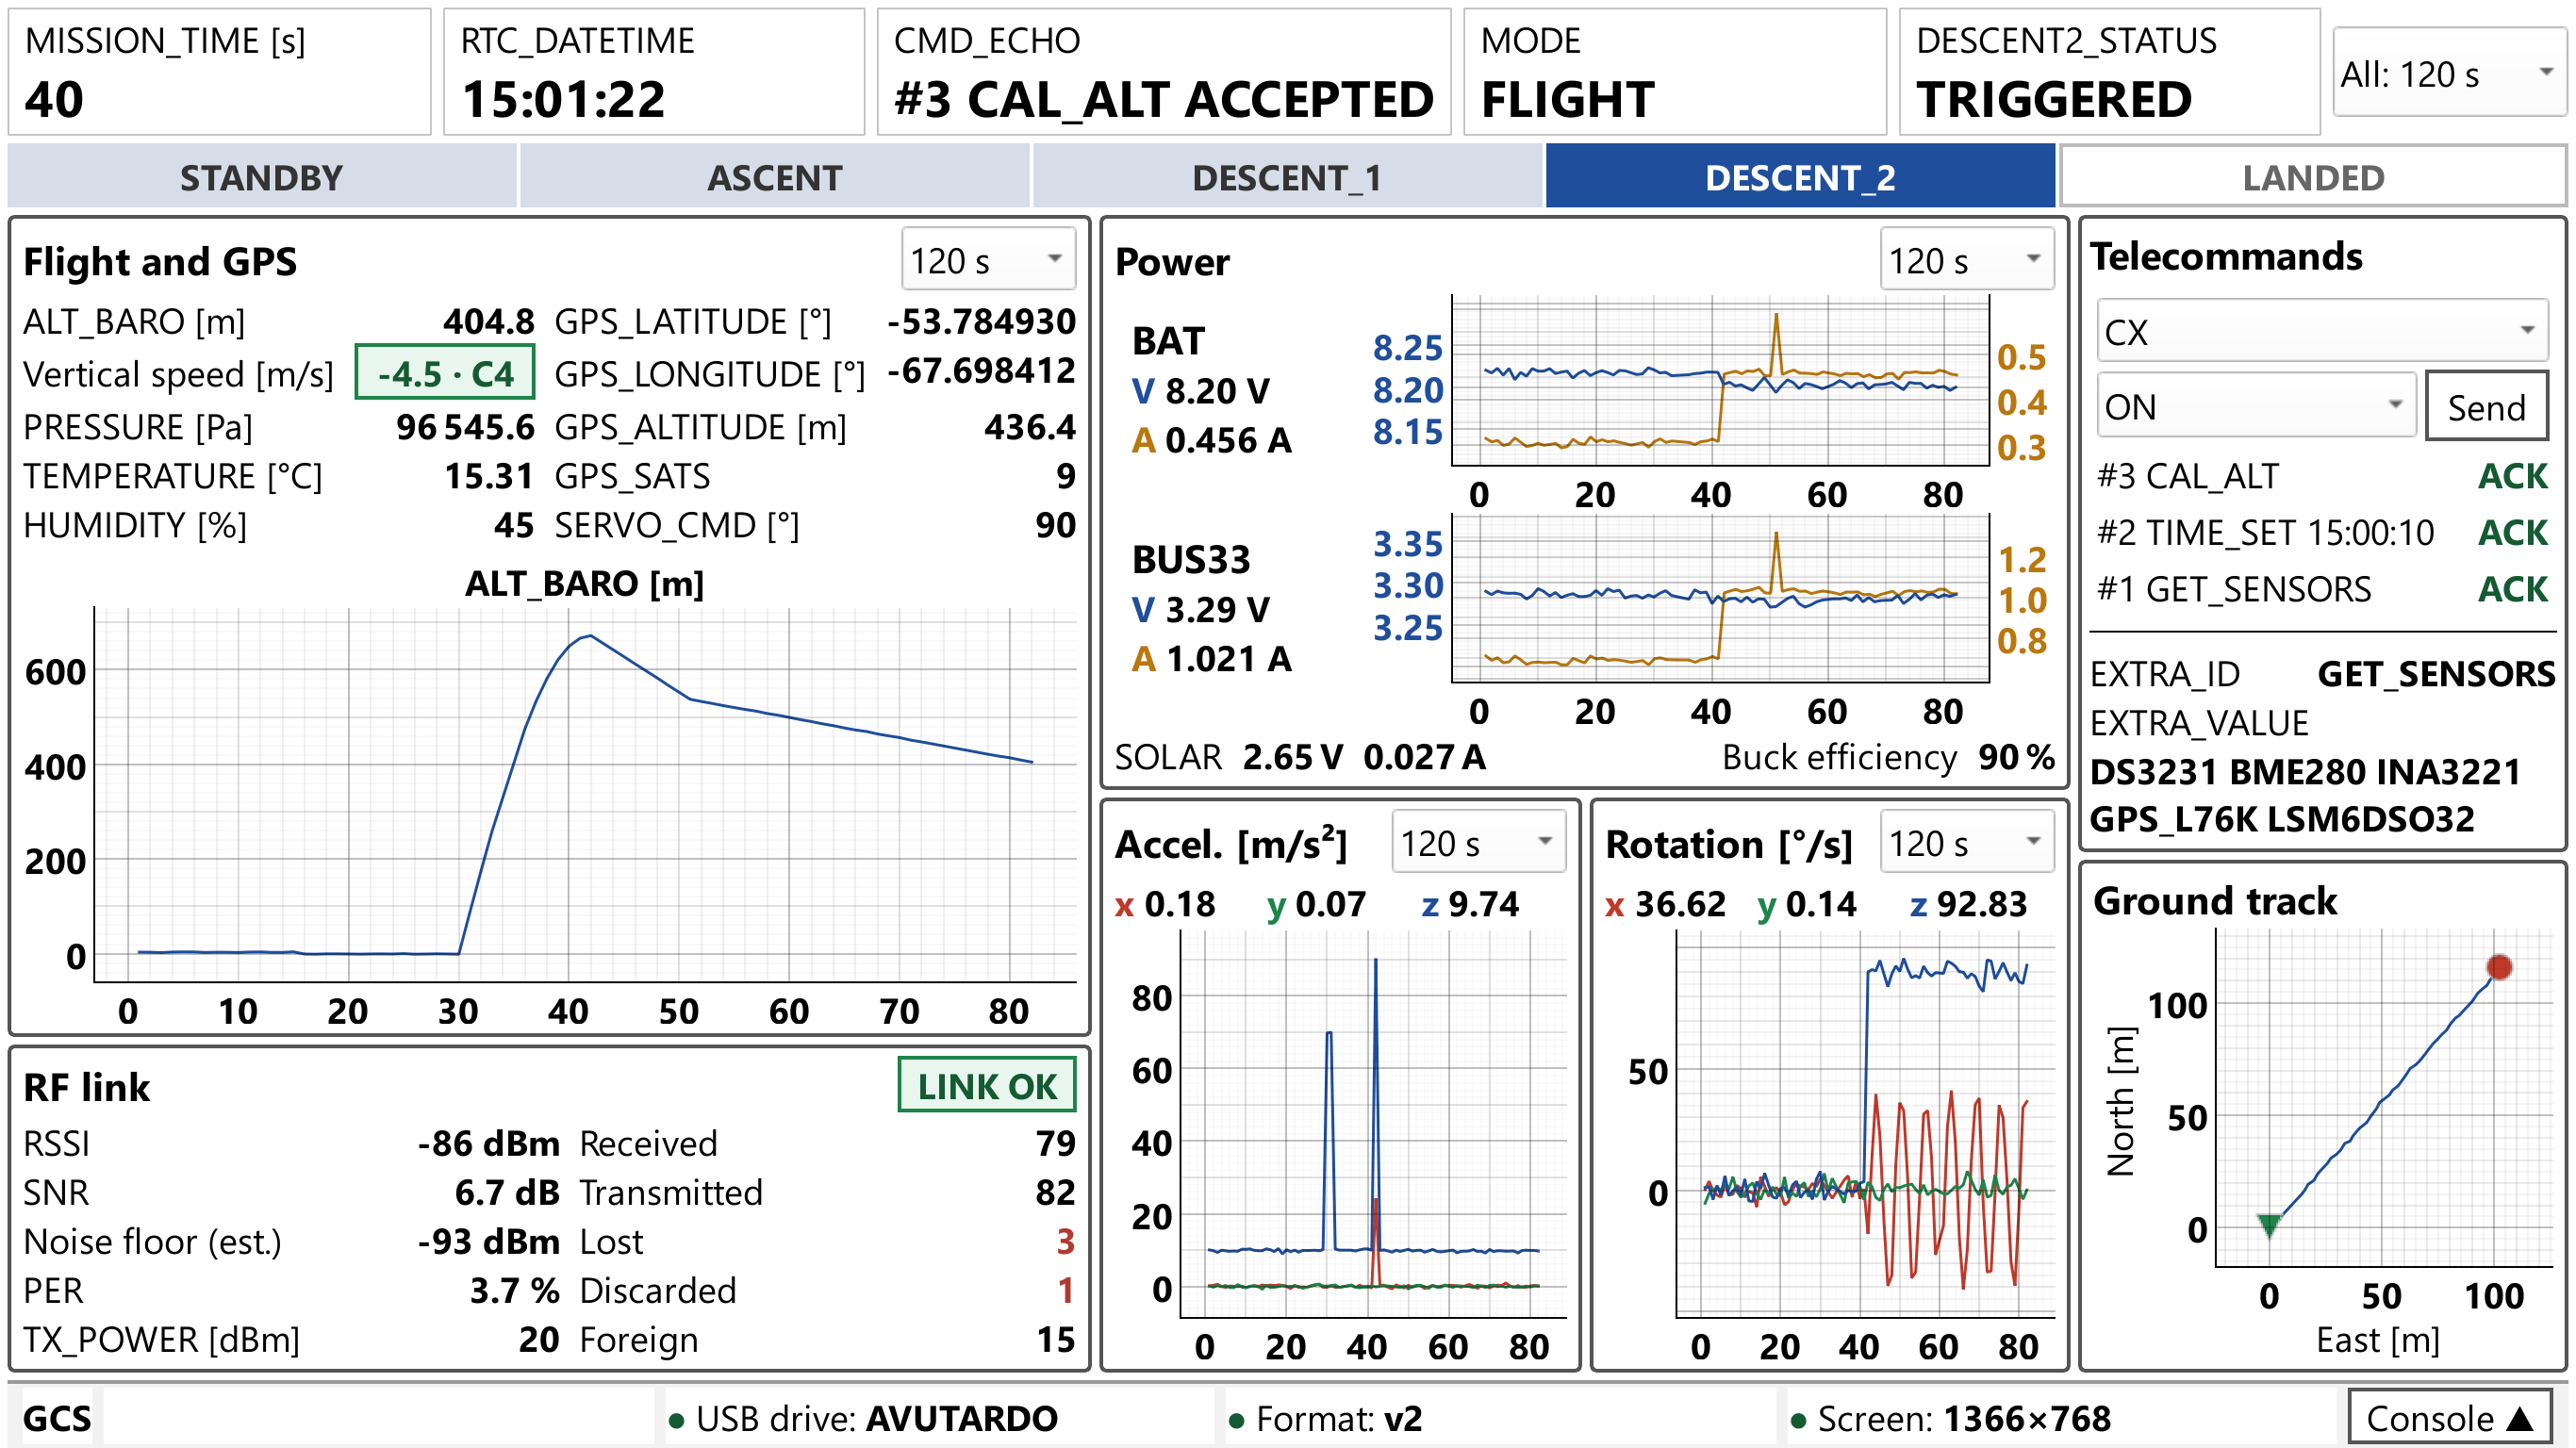 MISSION_TIME [s]
40
RTC_DATETIME
15:01:22
CMD_ECHO
#3 CAL_ALT ACCEPTED
MODE
FLIGHT
DESCENT2_STATUS
TRIGGERED
All: 120 s
STANDBY
ASCENT
DESCENT_1
DESCENT_2
LANDED
Flight and GPS
120 s
ALT_BARO [m] 404.8 GPS_LATITUDE [°] -53.784930
Vertical speed [m/s] -4.5 · C4 GPS_LONGITUDE [°] -67.698412
PRESSURE [Pa] 96 545.6 GPS_ALTITUDE [m] 436.4
TEMPERATURE [°C] 15.31 GPS_SATS 9
HUMIDITY [%] 45 SERVO_CMD [°] 90
ALT_BARO [m]
600
400
200
0
0 10 20 30 40 50 60 70 80
RF link
LINK OK
RSSI -86 dBm Received 79
SNR 6.7 dB Transmitted 82
Noise floor (est.) -93 dBm Lost 3
PER 3.7 % Discarded 1
TX_POWER [dBm] 20 Foreign 15
Power
120 s
BAT
V 8.20 V
A 0.456 A
8.25
8.20
8.15
0.5
0.4
0.3
0 20 40 60 80
BUS33
V 3.29 V
A 1.021 A
3.35
3.30
3.25
1.2
1.0
0.8
0 20 40 60 80
SOLAR 2.65 V 0.027 A Buck efficiency 90 %
Accel. [m/s²]
120 s
x 0.18 y 0.07 z 9.74
80
60
40
20
0
0 20 40 60 80
Rotation [°/s]
120 s
x 36.62 y 0.14 z 92.83
50
0
0 20 40 60 80
Telecommands
CX
ON
Send
#3 CAL_ALT ACK
#2 TIME_SET 15:00:10 ACK
#1 GET_SENSORS ACK
EXTRA_ID GET_SENSORS
EXTRA_VALUE
DS3231 BME280 INA3221
GPS_L76K LSM6DSO32
Ground track
North [m]
100
50
0
0 50 100
East [m]
GCS
● USB drive: AVUTARDO
● Format: v2
● Screen: 1366×768
Console ▲